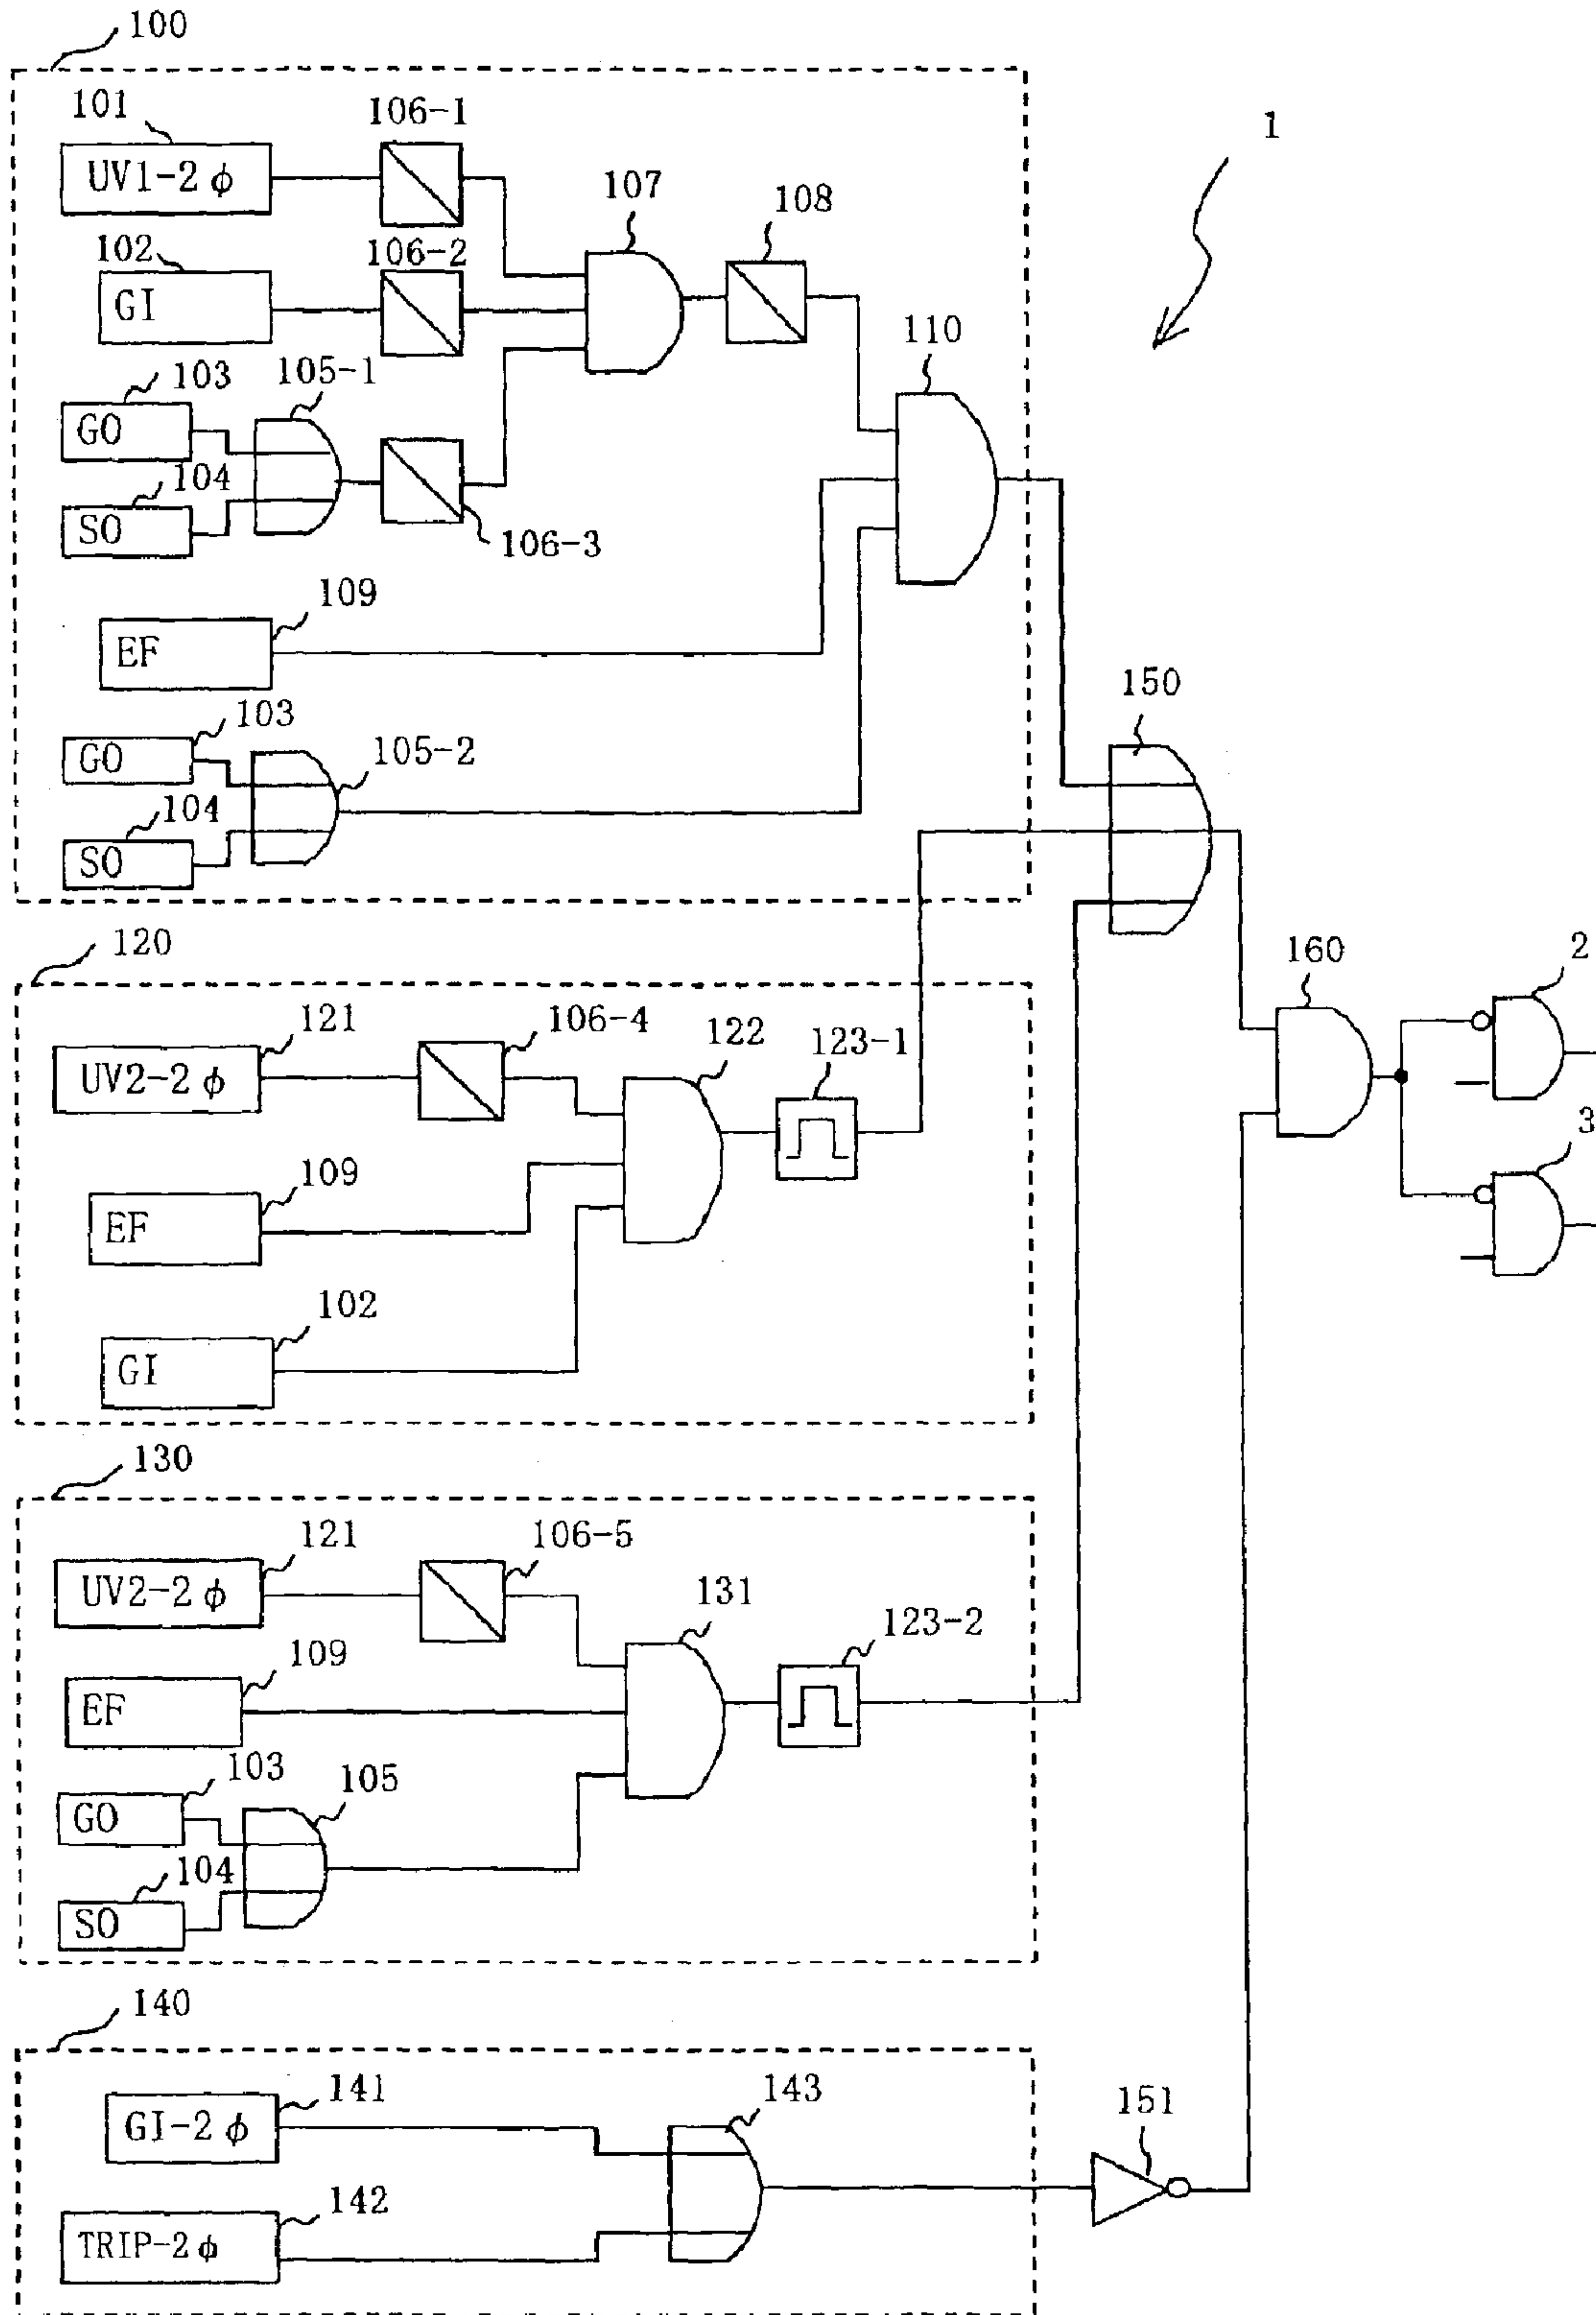 100
101
106-1
1
UV1-2φ
107
108
102
106-2
GI
110
103
105-1
GO
104
SO
106-3
109
EF
103
150
GO
105-2
104
SO
120
160
2
121
106-4
122
123-1
UV2-2φ
109
3
EF
102
GI
130
121
106-5
131
UV2-2φ
123-2
109
EF
103
105
GO
104
SO
140
141
143
151
GI-2φ
142
TRIP-2φ